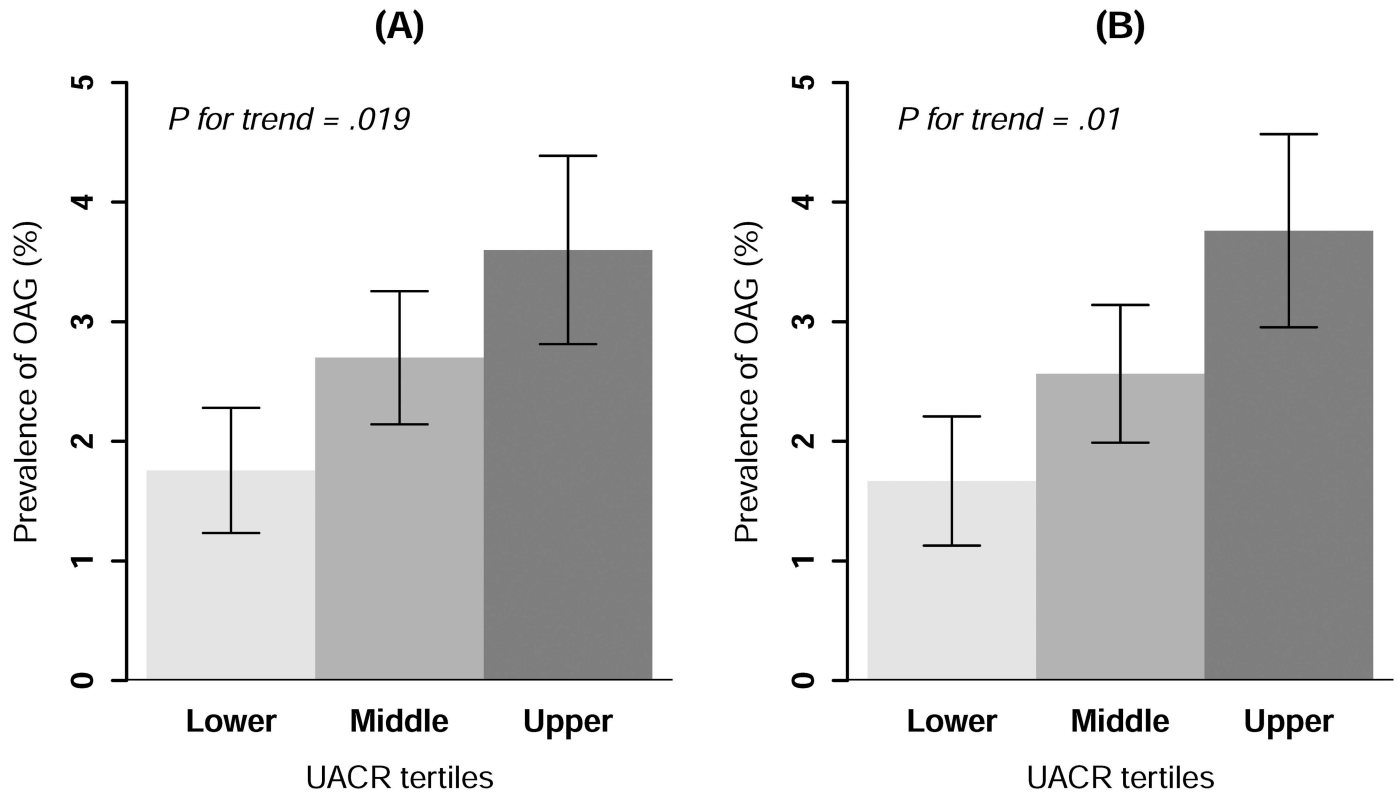 (A)
P for trend = .019
Prevalence of OAG (%)
5
4
3
2
1
0
Lower Middle Upper
UACR tertiles
(B)
P for trend = .01
Prevalence of OAG (%)
5
4
3
2
1
0
Lower Middle Upper
UACR tertiles